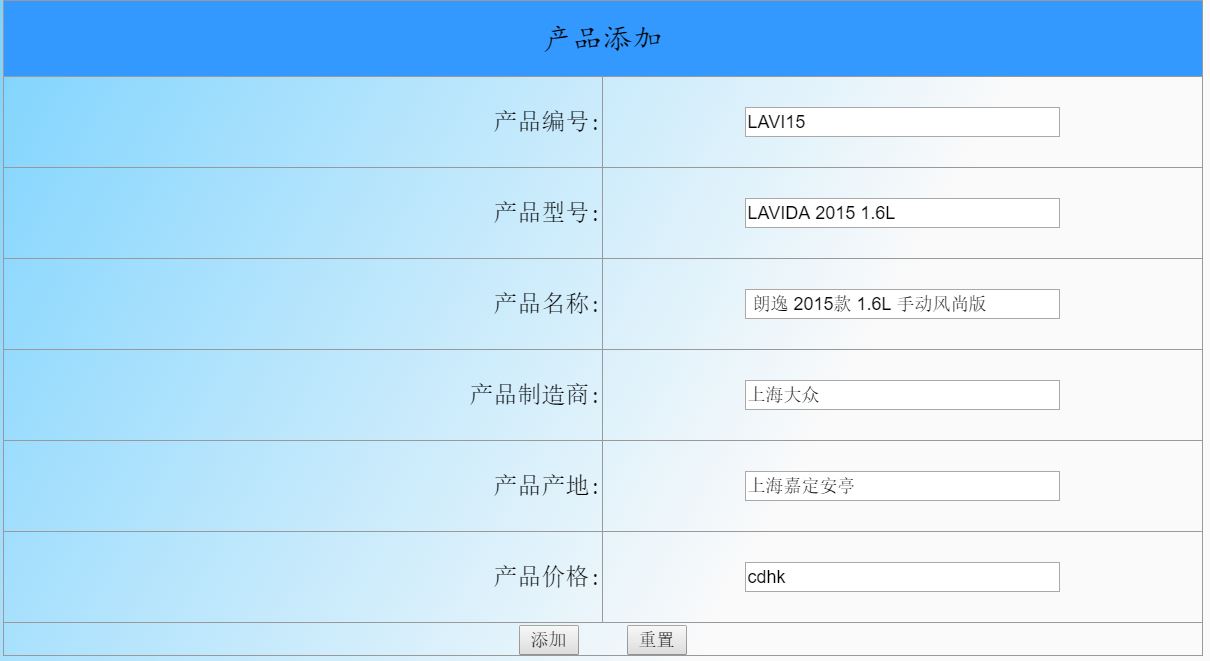 产品添加
产品编号: LAVI15
产品型号: LAVIDA 2015 1.6L
产品名称: 朗逸 2015款 1.6L 手动风尚版
产品制造商: 上海大众
产品产地: 上海嘉定安亭
产品价格: cdhk
添加 重置